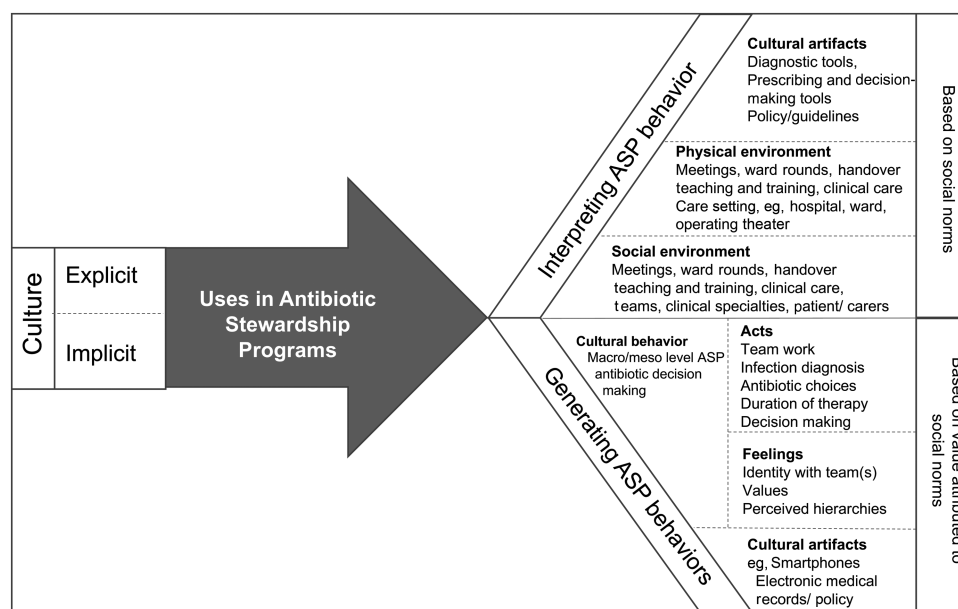 Culture
Explicit
Implicit
Uses in Antibiotic
Stewardship
Programs
Interpreting ASP behavior
Cultural artifacts
Diagnostic tools,
Prescribing and decision-
making tools
Policy/guidelines
Physical environment
Meetings, ward rounds, handover
teaching and training, clinical care
Care setting, eg, hospital, ward,
operating theater
Social environment
Meetings, ward rounds, handover
teaching and training, clinical care,
teams, clinical specialties, patient/ carers
Based on social norms
Generating ASP behaviors
Cultural behavior
Macro/meso level ASP
antibiotic decision
making
Acts
Team work
Infection diagnosis
Antibiotic choices
Duration of therapy
Decision making
Feelings
Identity with team(s)
Values
Perceived hierarchies
Cultural artifacts
eg, Smartphones
Electronic medical
records/ policy
Based on value attributed to
social norms